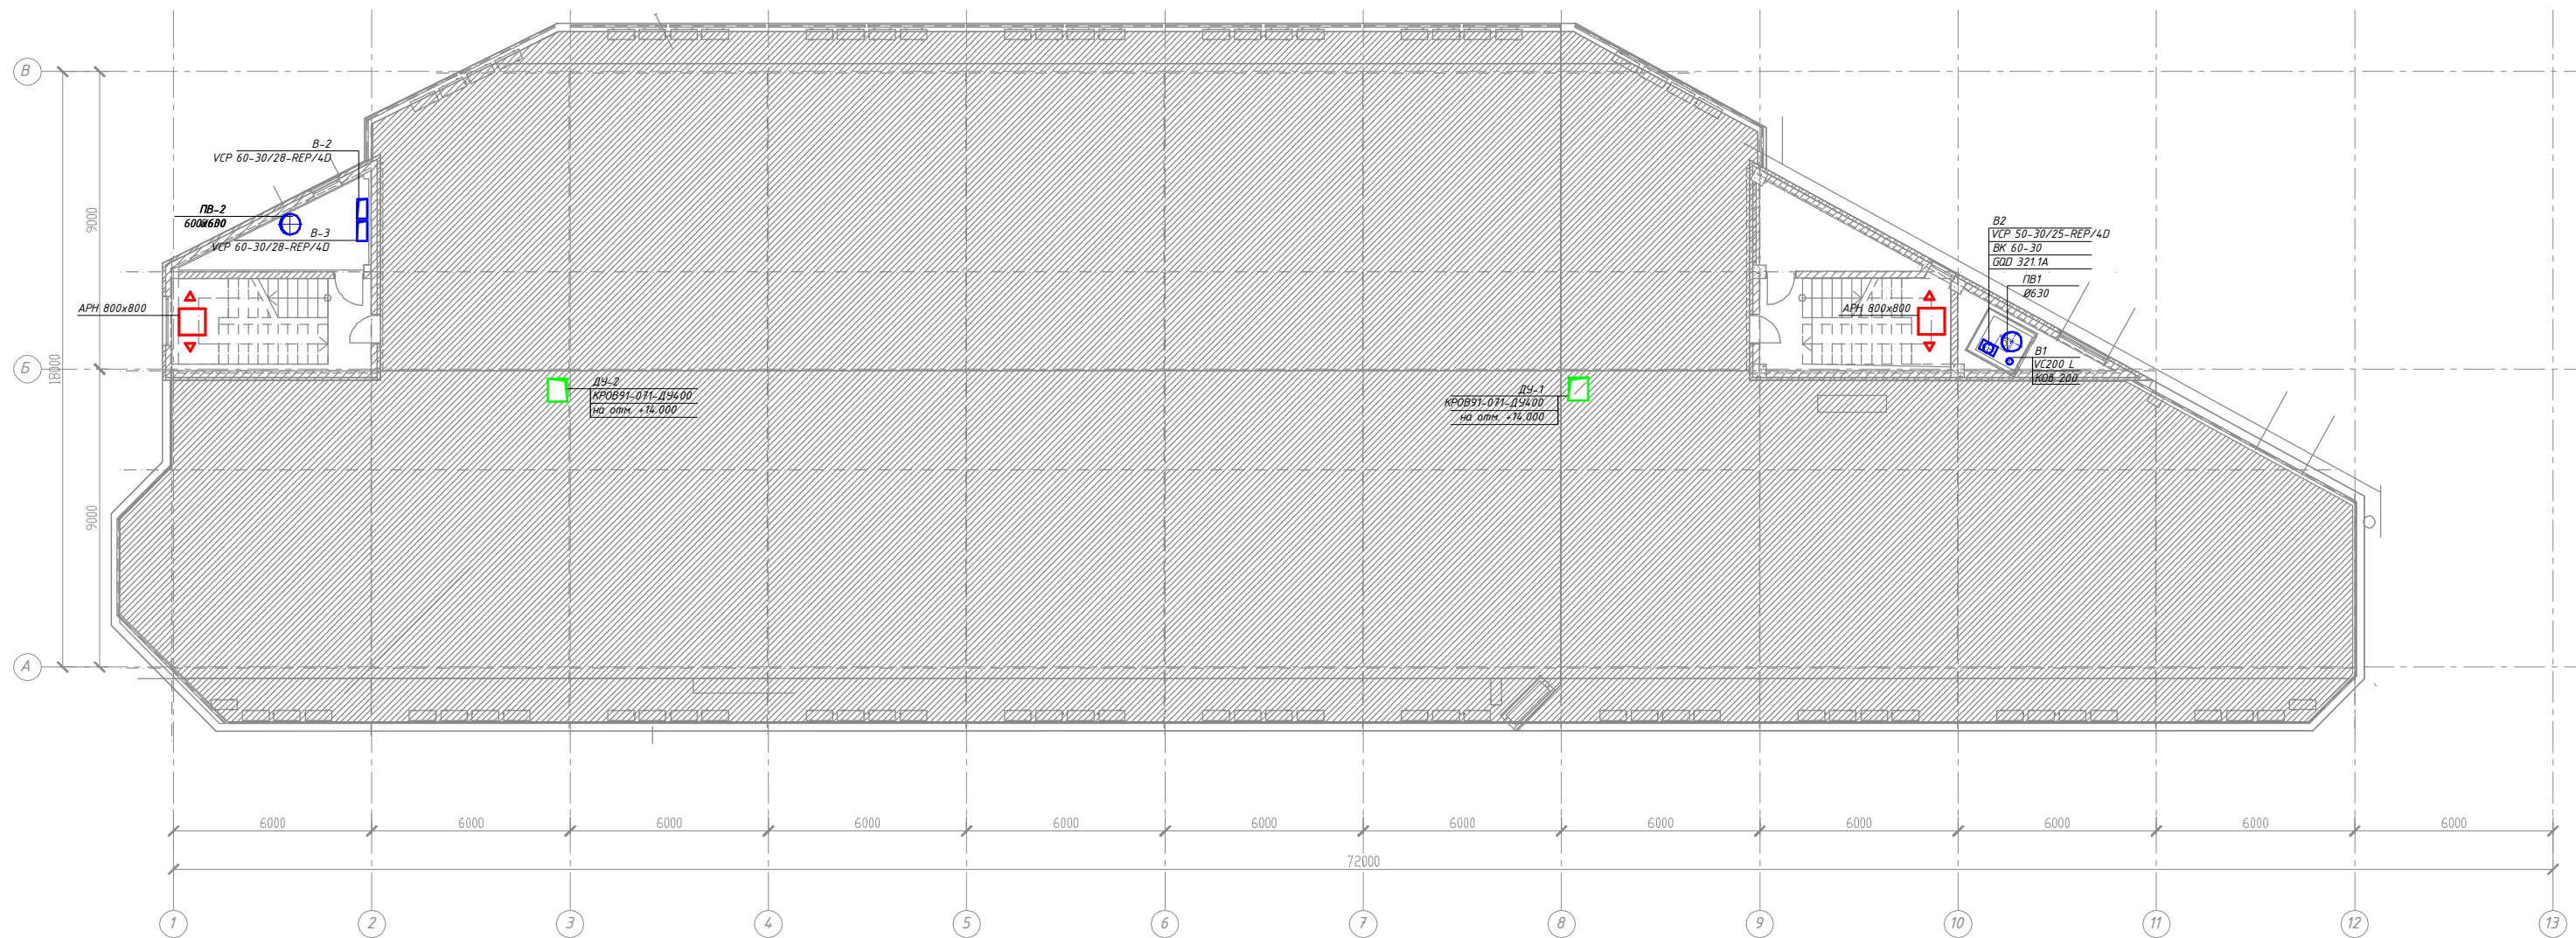 В
В-2
VCP 60-30/28-REP/4D
ПВ-2
В-3
VCP 60-30/28-REP/4D
9000
В2
VCP 50-30/25-REP/4D
ВК 60-30
GQD 321.1A
ПВ1
Ø630
АРН 800х800
АРН 800х800
Б
18000
В1
VC200 L
КОВ 200
ДУ-2
КРОВ91-071-ДУ400
на отм. +14.000
ДУ-1
КРОВ91-071-ДУ400
на отм. +14.000
9000
А
6000 6000 6000 6000 6000 6000 6000 6000 6000 6000 6000 6000
72000
1 2 3 4 5 6 7 8 9 10 11 12 13